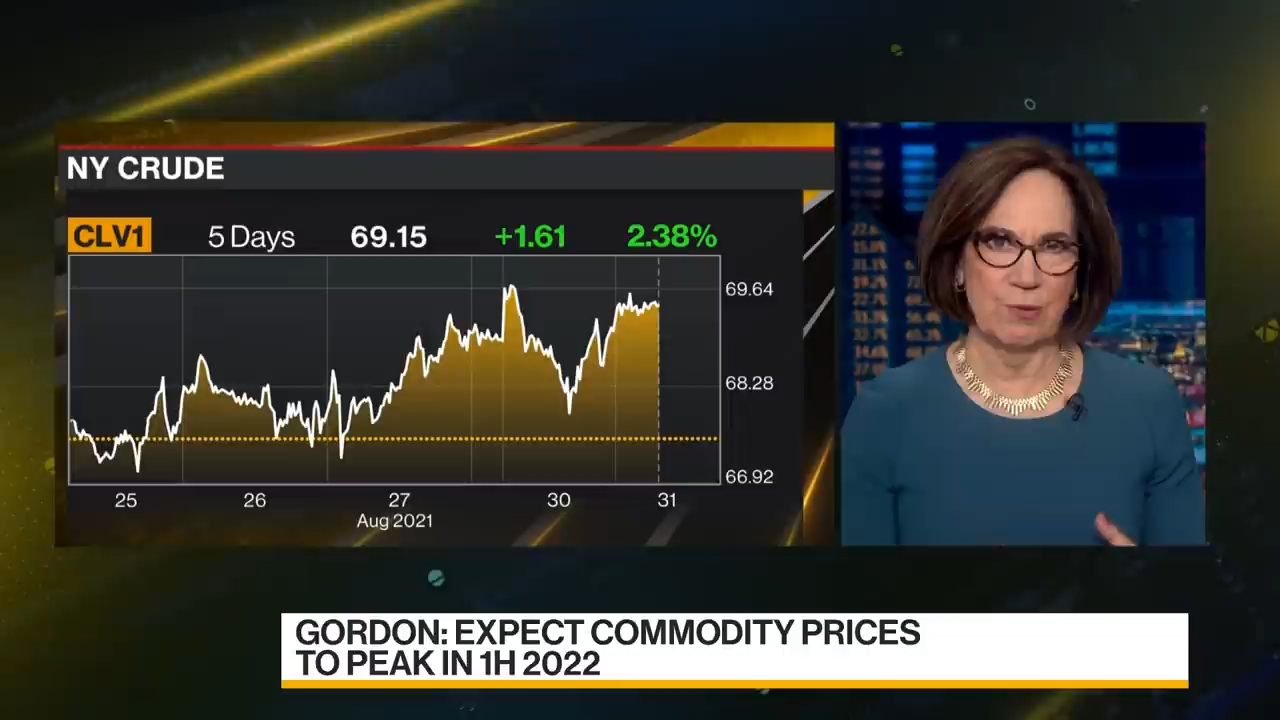 NY CRUDE
CLV1 5 Days 69.15 +1.61 2.38%
69.64
68.28
66.92
25 26 27 30 31
Aug 2021
GORDON: EXPECT COMMODITY PRICES
TO PEAK IN 1H 2022